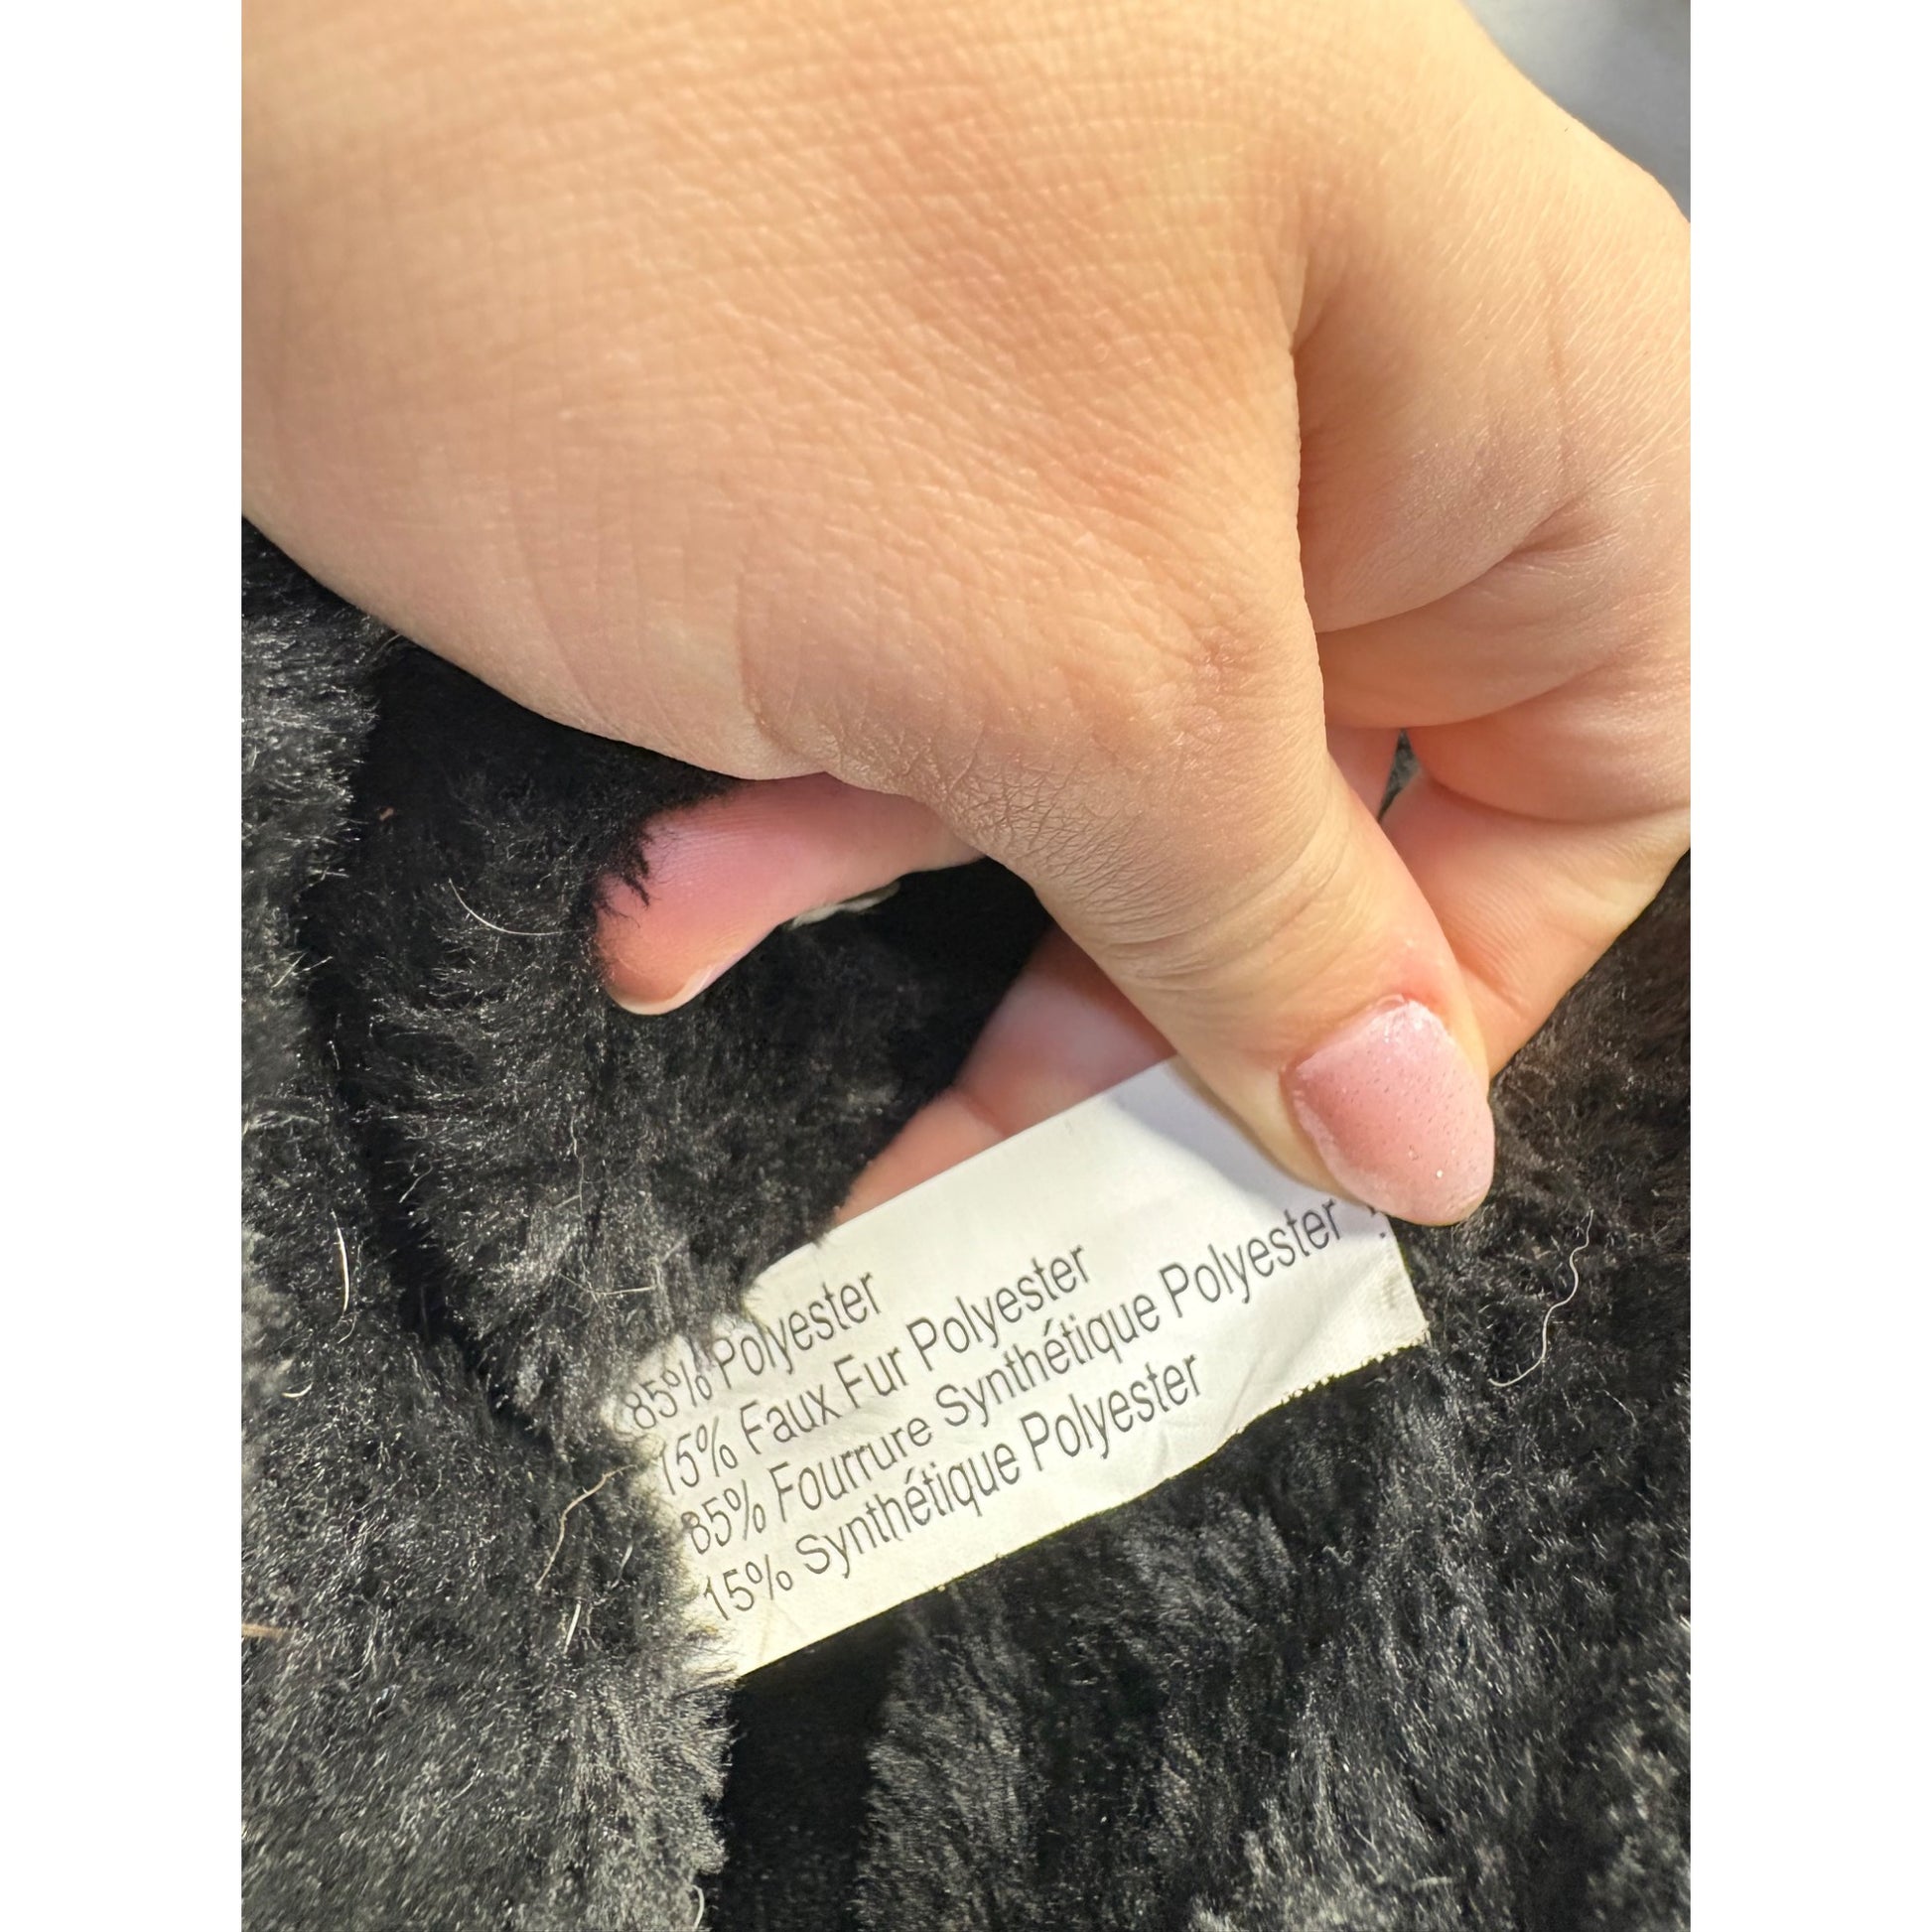 85% Polyester
15% Faux Fur Polyester
85% Fourrure Synthétique Polyester
15% Synthétique Polyester